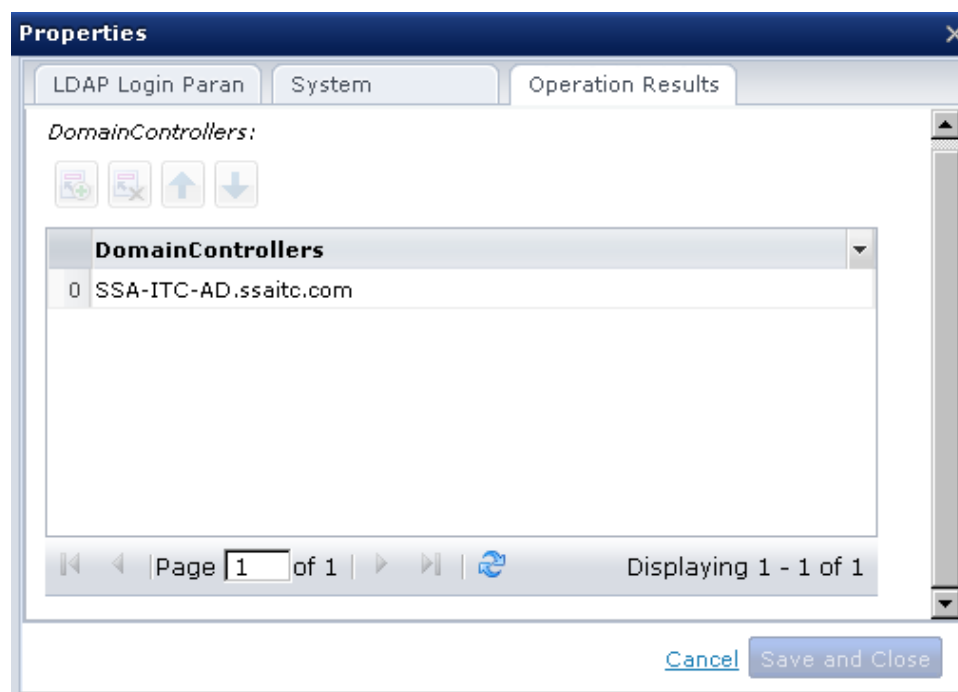 Properties
LDAP Login Paran System Operation Results
DomainControllers:
DomainControllers
0 SSA-ITC-AD.ssaitc.com
Page 1 of 1 Displaying 1 - 1 of 1
Cancel Save and Close